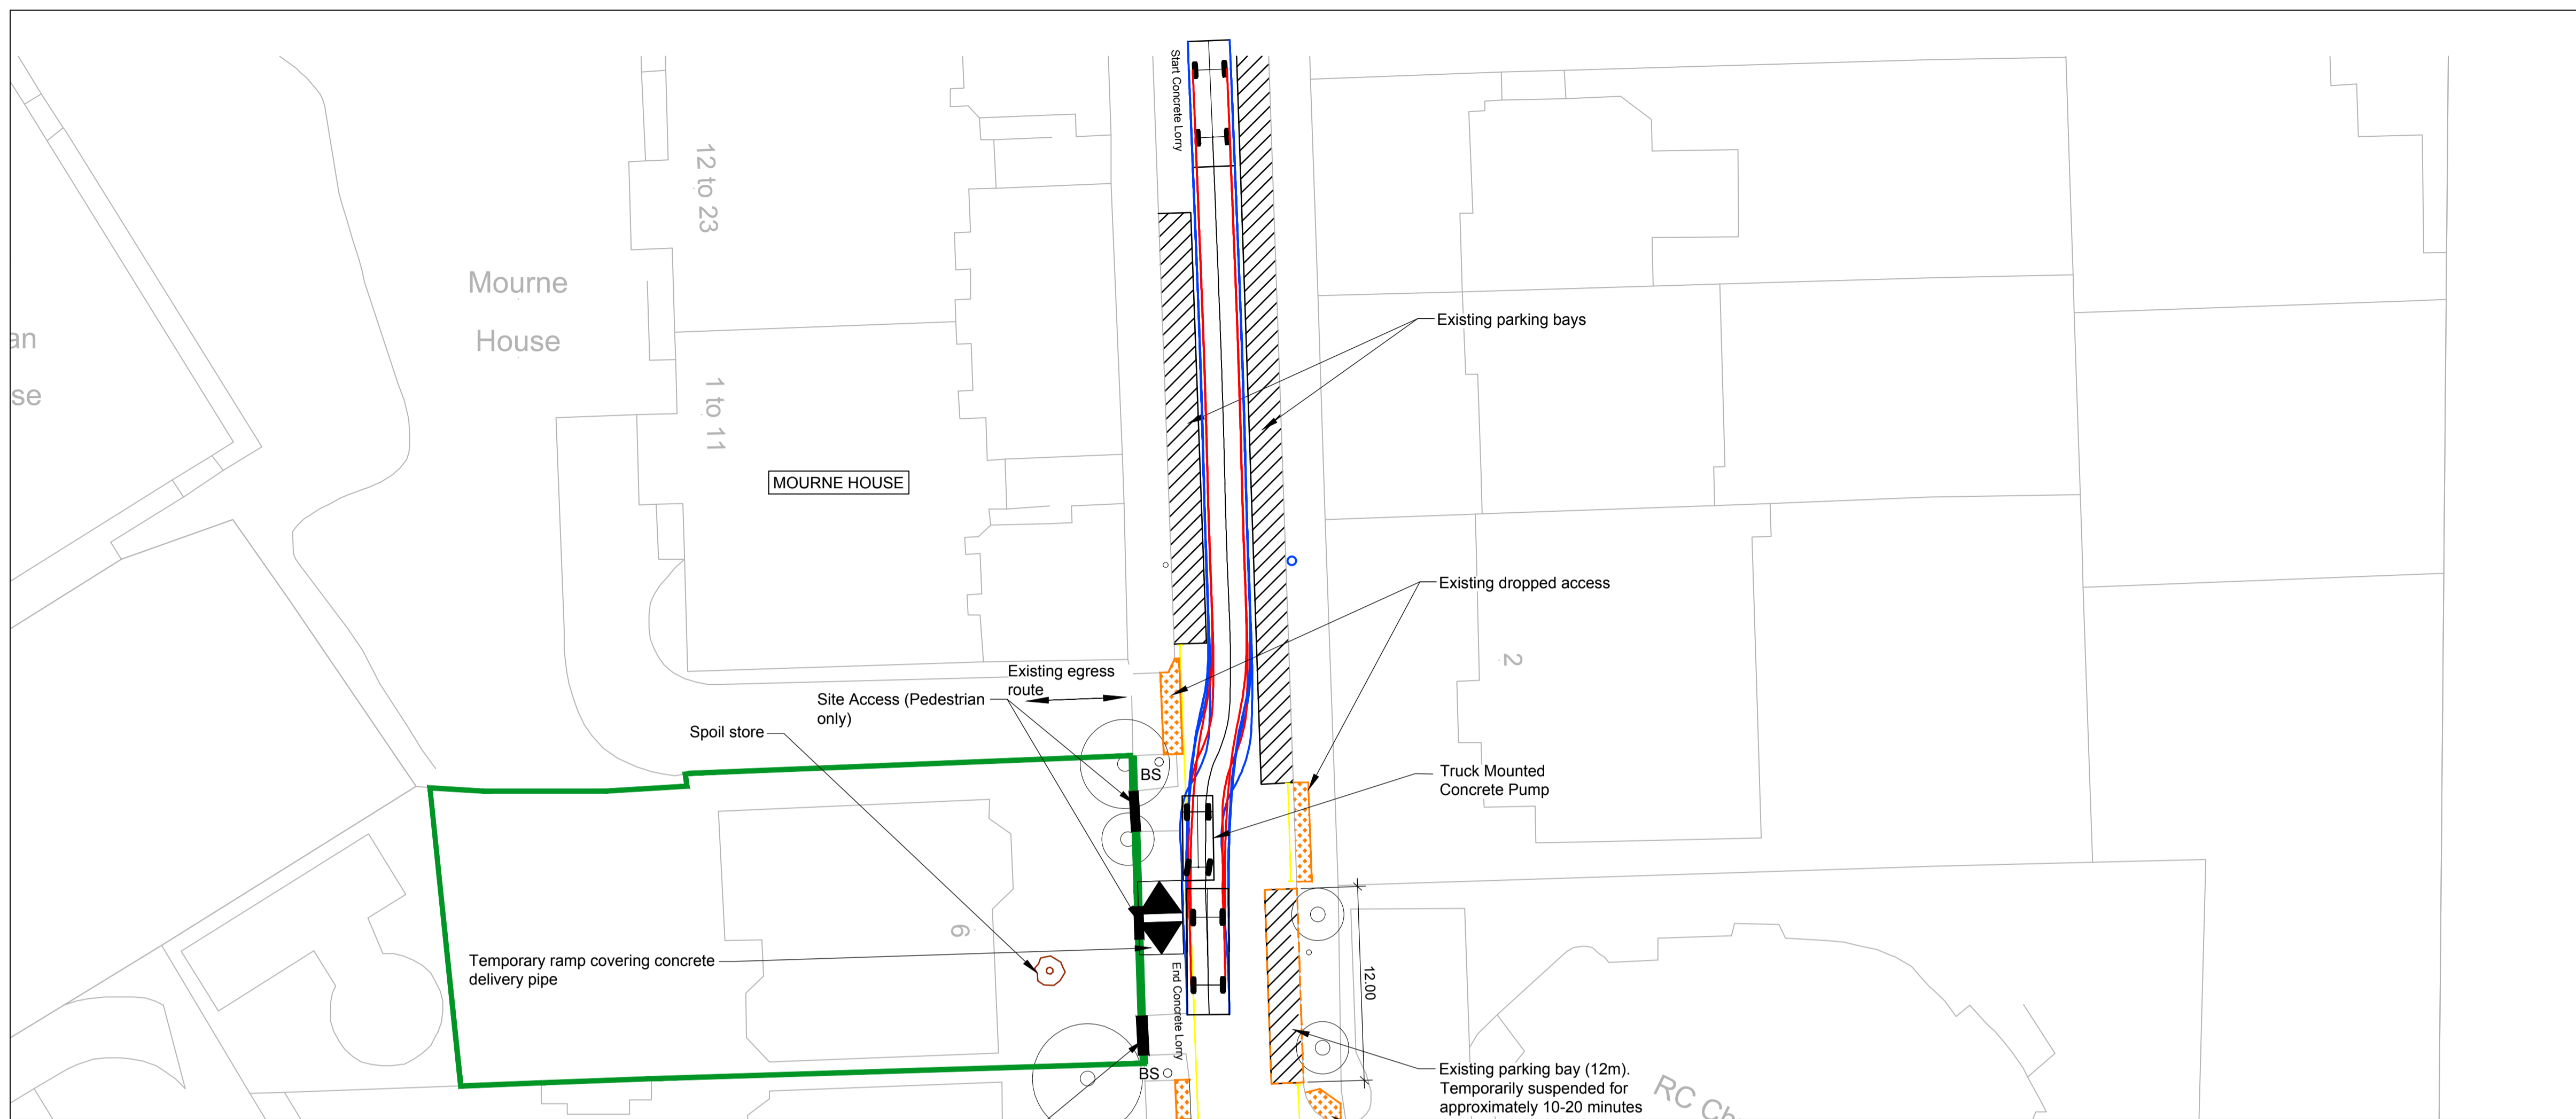 Start Concrete Lorry
12 to 23
Mourne
House
an
se
1 to 11
MOURNE HOUSE
Existing parking bays
Existing dropped access
2
Existing egress
route
Site Access (Pedestrian
only)
Spoil store
BS
Truck Mounted
Concrete Pump
6
Temporary ramp covering concrete
delivery pipe
End Concrete Lorry
12.00
BS
Existing parking bay (12m).
Temporarily suspended for
approximately 10-20 minutes
RC Ch